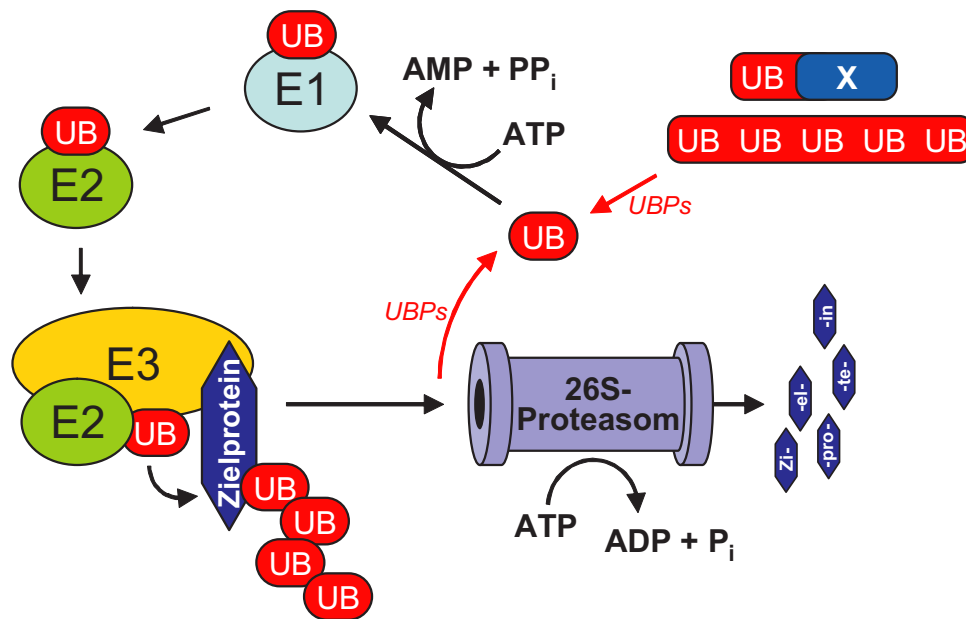 UB
E1
AMP + PPi
ATP
UB X
UB UB UB UB UB
UB
E2
UBPs
UB
UBPs
E3
E2
UB
Zielprotein
UB
UB
UB
UB
26S-
Proteasom
ATP
ADP + Pi
Zi-
-el-
-pro-
-te-
-in